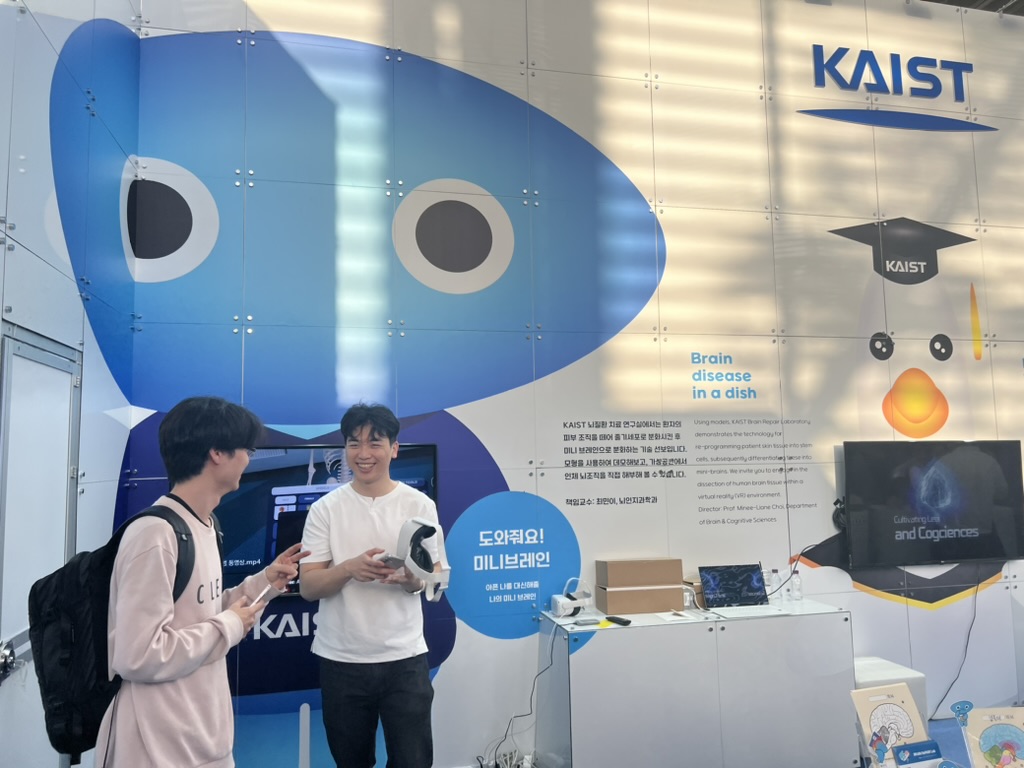 KAIST
KAIST
Brain
disease
in a dish
KAIST 뇌질환 치료 연구실에서는 환자의
피부 조직을 떼어 줄기세포로 분화시킨 후
미니 브레인으로 분화하는 기술 선보입니다.
모형을 사용하여 데모해보고, 가상공간에서
인체 뇌조직을 직접 해부해 볼 수 있습니다.
책임교수: 최민이, 뇌인지과학과
Using models, KAIST Brain Repair Laboratory
demonstrates the technology for
re-programming patient skin tissue into stem
cells, subsequently differentiating these into
mini-brains. We invite you to engage in the
dissection of human brain tissue within a
virtual reality (VR) environment.
Director: Prof. Minee-Liane Choi, Department
of Brain & Cognitive Sciences.
도와줘요!
미니브레인
아픈 나를 대신해줄
나의 미니 브레인
동영상.mp4
KAIS
CLE
Cultivating
and Cogciences